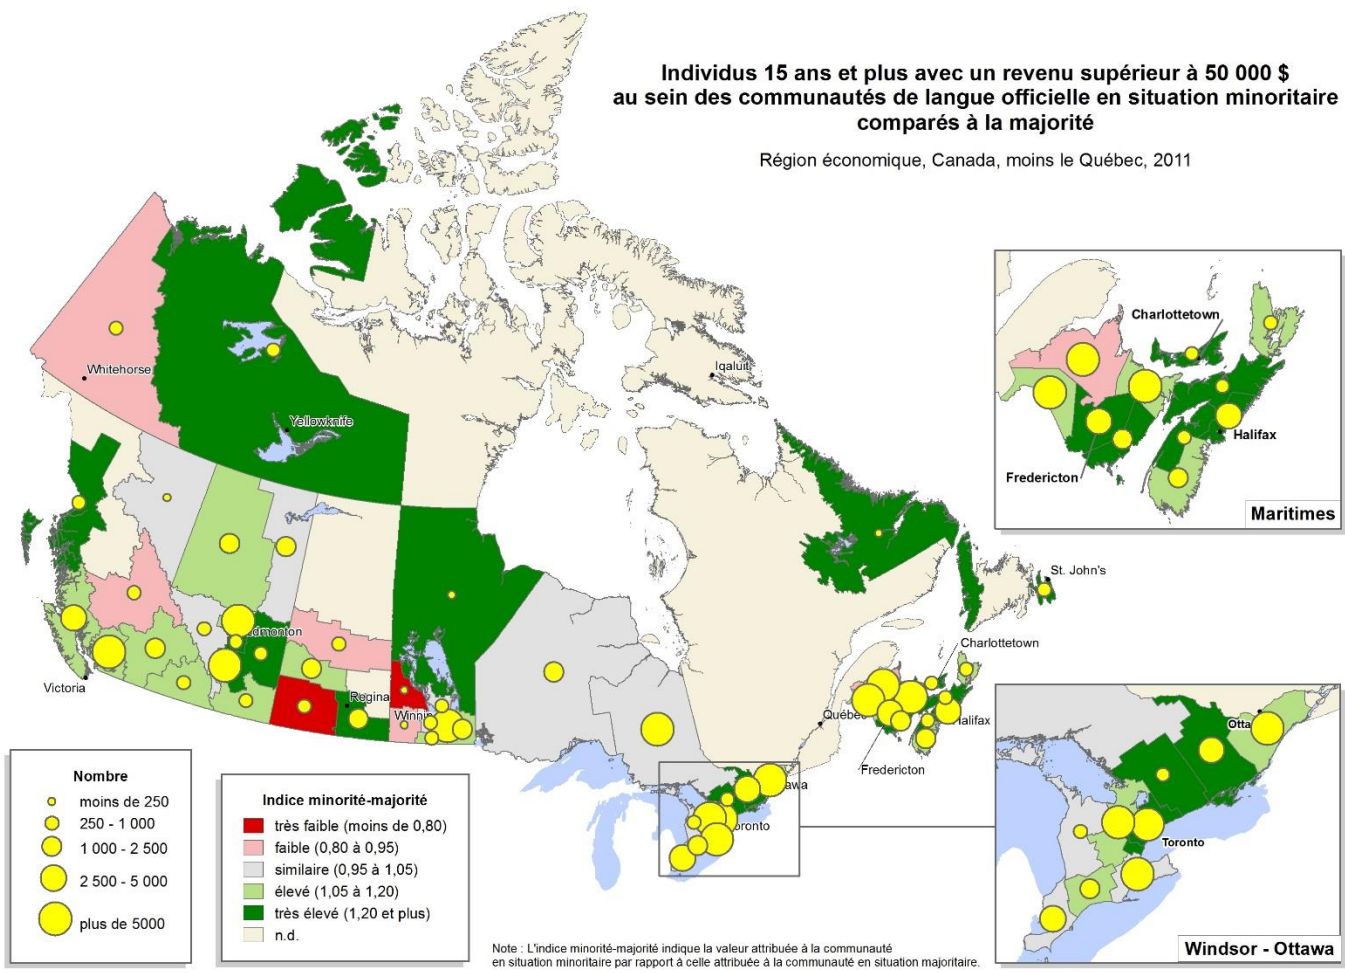 Individus 15 ans et plus avec un revenu supérieur à 50 000 $
au sein des communautés de langue officielle en situation minoritaire
comparés à la majorité
Région économique, Canada, moins le Québec, 2011
Whitehorse
Yellowknife
Iqaluit
Victoria
dmonton
Regina
Winni
Québec
St. John's
Charlottetown
Halifax
Fredericton
awa
oronto
Charlottetown
Halifax
Fredericton
Maritimes
Otta
Toronto
Windsor - Ottawa
Nombre
moins de 250
250 - 1 000
1 000 - 2 500
2 500 - 5 000
plus de 5000
Indice minorité-majorité
très faible (moins de 0,80)
faible (0,80 à 0,95)
similaire (0,95 à 1,05)
élevé (1,05 à 1,20)
très élevé (1,20 et plus)
n.d.
Note : L'indice minorité-majorité indique la valeur attribuée à la communauté
en situation minoritaire par rapport à celle attribuée à la communauté en situation majoritaire.